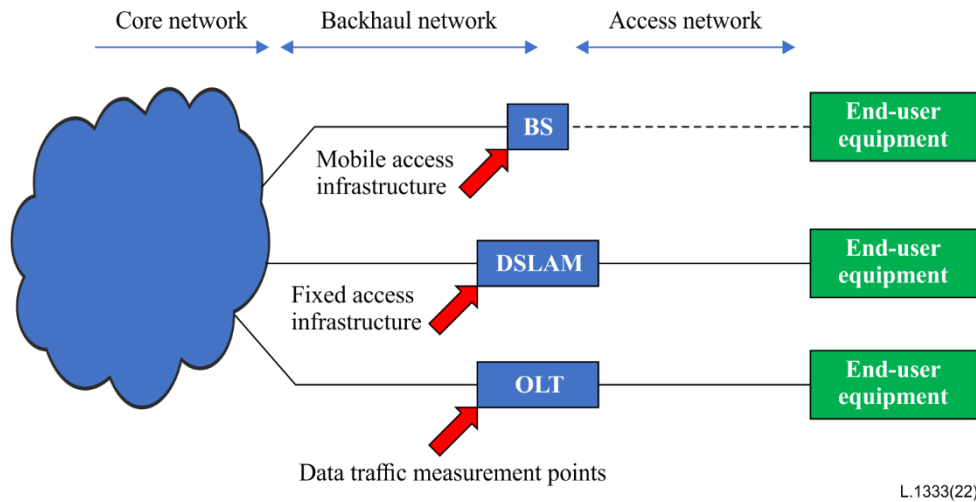 Core network
Backhaul network
Access network
BS
End-user
equipment
Mobile access
infrastructure
DSLAM
End-user
equipment
Fixed access
infrastructure
OLT
End-user
equipment
Data traffic measurement points
L.1333(22)